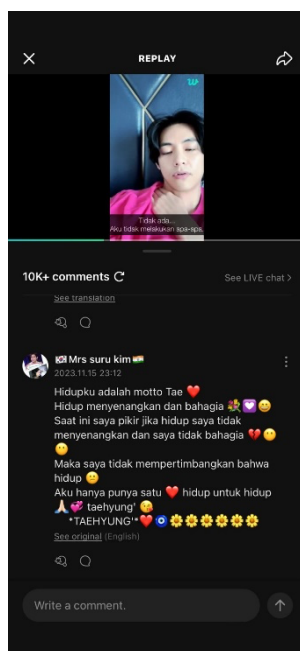 REPLAY
Tidak ada...
Aku tidak melakukan apa-apa.
10K+ comments
See LIVE chat >
See translation
🇰🇷 Mrs suru kim 🇮🇳
2023.11.15 23:12
Hidupku adalah motto Tae ❤️
Hidup menyenangkan dan bahagia 💐💟😄
Saat ini saya pikir jika hidup saya tidak
menyenangkan dan saya tidak bahagia 💔😶
😶
Maka saya tidak mempertimbangkan bahwa
hidup 🙁
Aku hanya punya satu ❤️ hidup untuk hidup
🙏💞 taehyung' 😘
*TAEHYUNG'*❤️🧿🌻🌻🌻🌻🌻🌻
See original (English)
Write a comment.